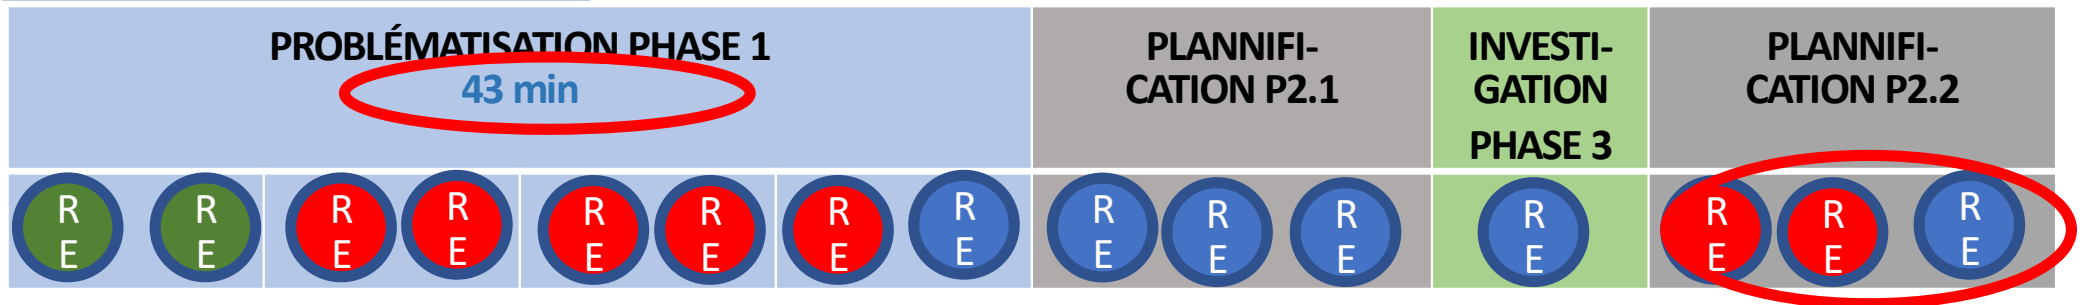 PROBLÉMATISATION PHASE 1
43 min
PLANNIFI-
CATION P2.1
INVESTI-
GATION
PHASE 3
PLANNIFI-
CATION P2.2
R
E
R
E
R
E
R
E
R
E
R
E
R
E
R
E
R
E
R
E
R
E
R
E
R
E
R
E
R
E